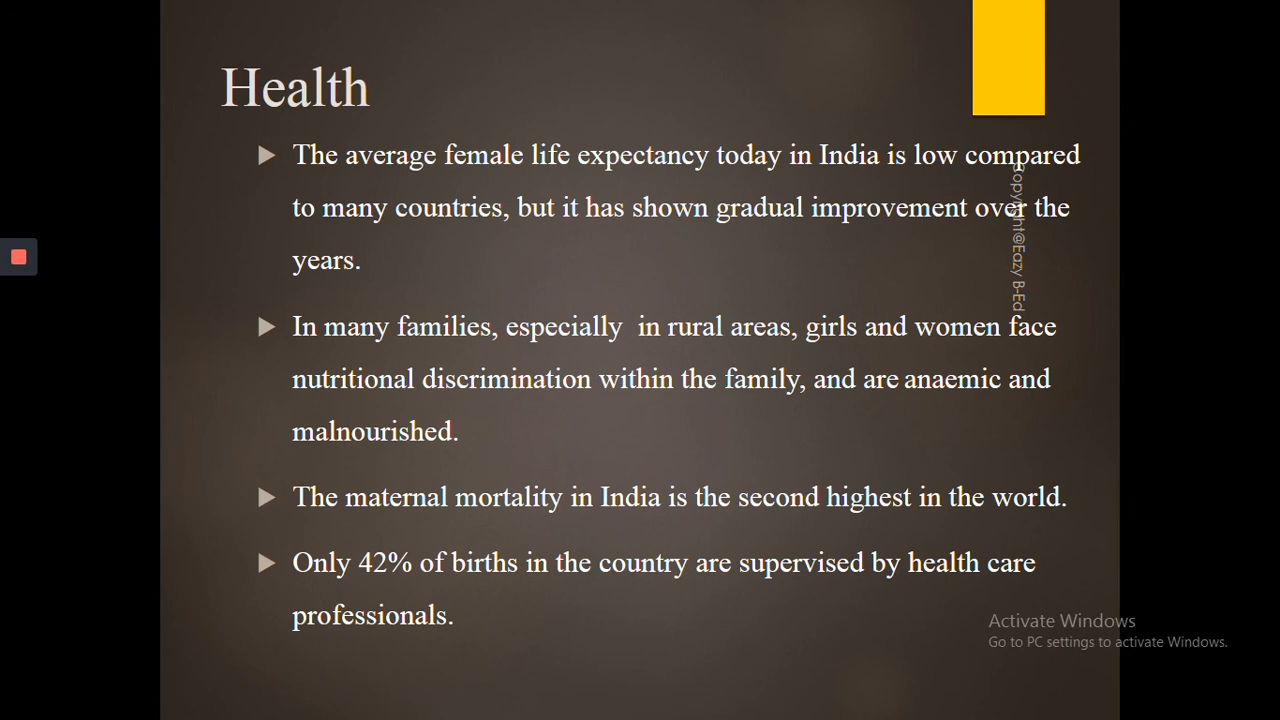 Health
The average female life expectancy today in India is low compared
to many countries, but it has shown gradual improvement over the
years.
In many families, especially  in rural areas, girls and women face
nutritional discrimination within the family, and are anaemic and
malnourished.
The maternal mortality in India is the second highest in the world.
Only 42% of births in the country are supervised by health care
professionals.
Copyright@Eazy B-Ed
Activate Windows
Go to PC settings to activate Windows.